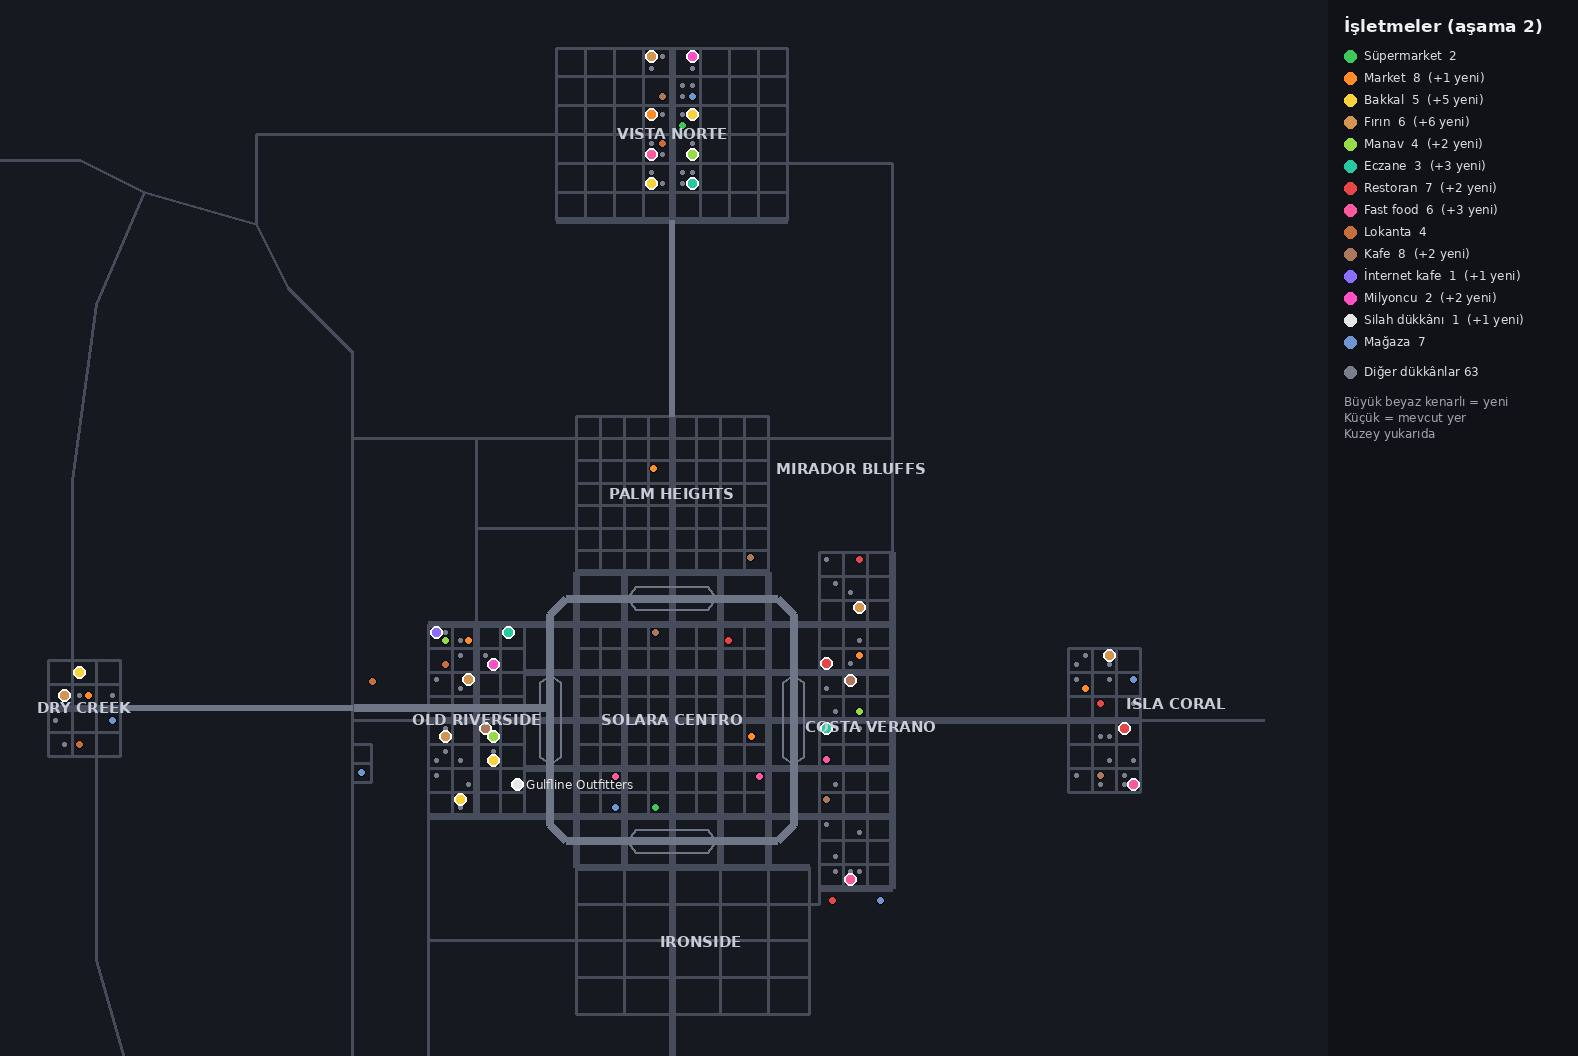 İşletmeler (aşama 2)
Süpermarket 2
Market 8 (+1 yeni)
Bakkal 5 (+5 yeni)
Fırın 6 (+6 yeni)
Manav 4 (+2 yeni)
Eczane 3 (+3 yeni)
Restoran 7 (+2 yeni)
Fast food 6 (+3 yeni)
Lokanta 4
Kafe 8 (+2 yeni)
İnternet kafe 1 (+1 yeni)
Milyoncu 2 (+2 yeni)
Silah dükkânı 1 (+1 yeni)
Mağaza 7
Diğer dükkânlar 63
Büyük beyaz kenarlı = yeni
Küçük = mevcut yer
Kuzey yukarıda
VISTA NORTE
MIRADOR BLUFFS
PALM HEIGHTS
DRY CREEK
OLD RIVERSIDE
SOLARA CENTRO
COSTA VERANO
ISLA CORAL
Gulfline Outfitters
IRONSIDE